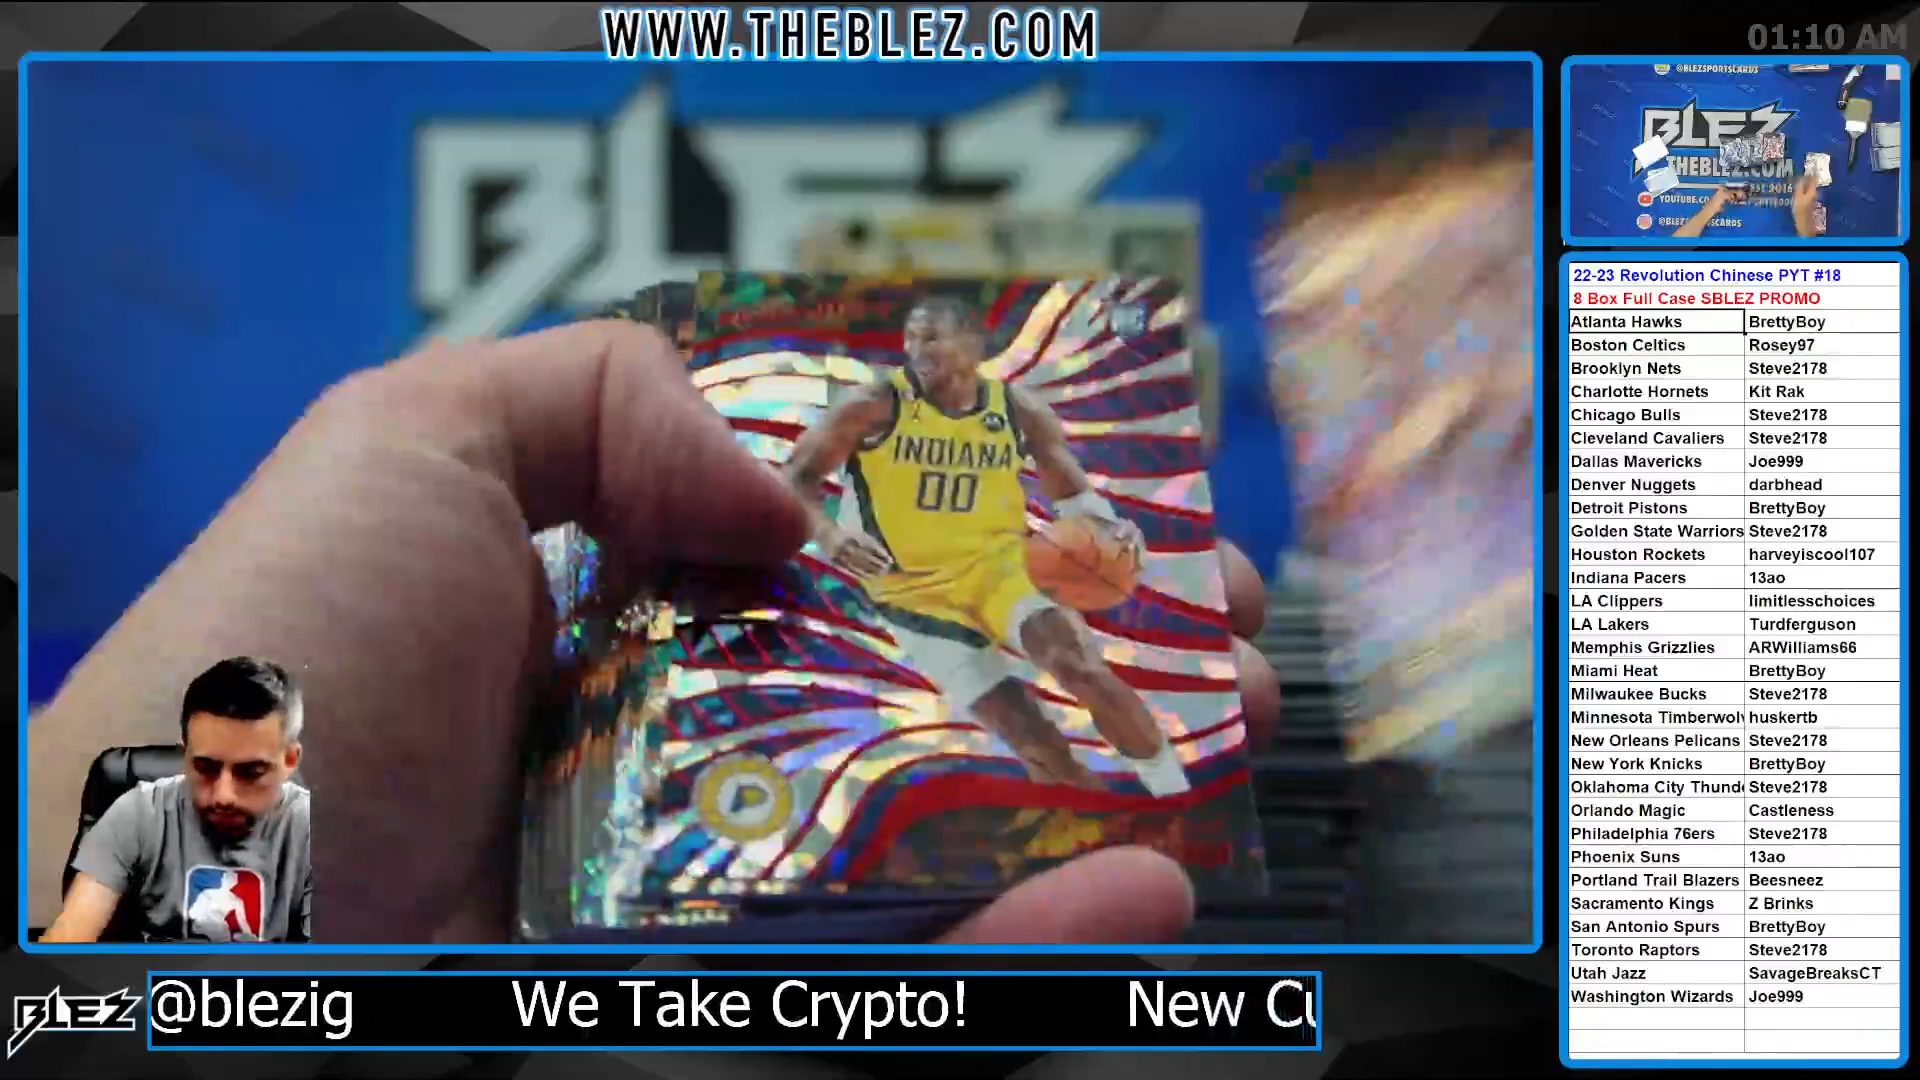 WWW.THEBLEZ.COM
01:10 AM
BLEZ
INDIANA
00
@BLEZSPORTSCARDS
BLEZ
THEBLEZ.COM
22-23 Revolution Chinese PYT #18
8 Box Full Case SBLEZ PROMO
Atlanta Hawks BrettyBoy
Boston Celtics Rosey97
Brooklyn Nets Steve2178
Charlotte Hornets Kit Rak
Chicago Bulls Steve2178
Cleveland Cavaliers Steve2178
Dallas Mavericks Joe999
Denver Nuggets darbhead
Detroit Pistons BrettyBoy
Golden State Warriors Steve2178
Houston Rockets harveyiscool107
Indiana Pacers 13ao
LA Clippers limitlesschoices
LA Lakers Turdferguson
Memphis Grizzlies ARWilliams66
Miami Heat BrettyBoy
Milwaukee Bucks Steve2178
Minnesota Timberwolv huskertb
New Orleans Pelicans Steve2178
New York Knicks BrettyBoy
Oklahoma City Thund Steve2178
Orlando Magic Castleness
Philadelphia 76ers Steve2178
Phoenix Suns 13ao
Portland Trail Blazers Beesneez
Sacramento Kings Z Brinks
San Antonio Spurs BrettyBoy
Toronto Raptors Steve2178
Utah Jazz SavageBreaksCT
Washington Wizards Joe999
BLEZ
@blezig We Take Crypto! New Cu